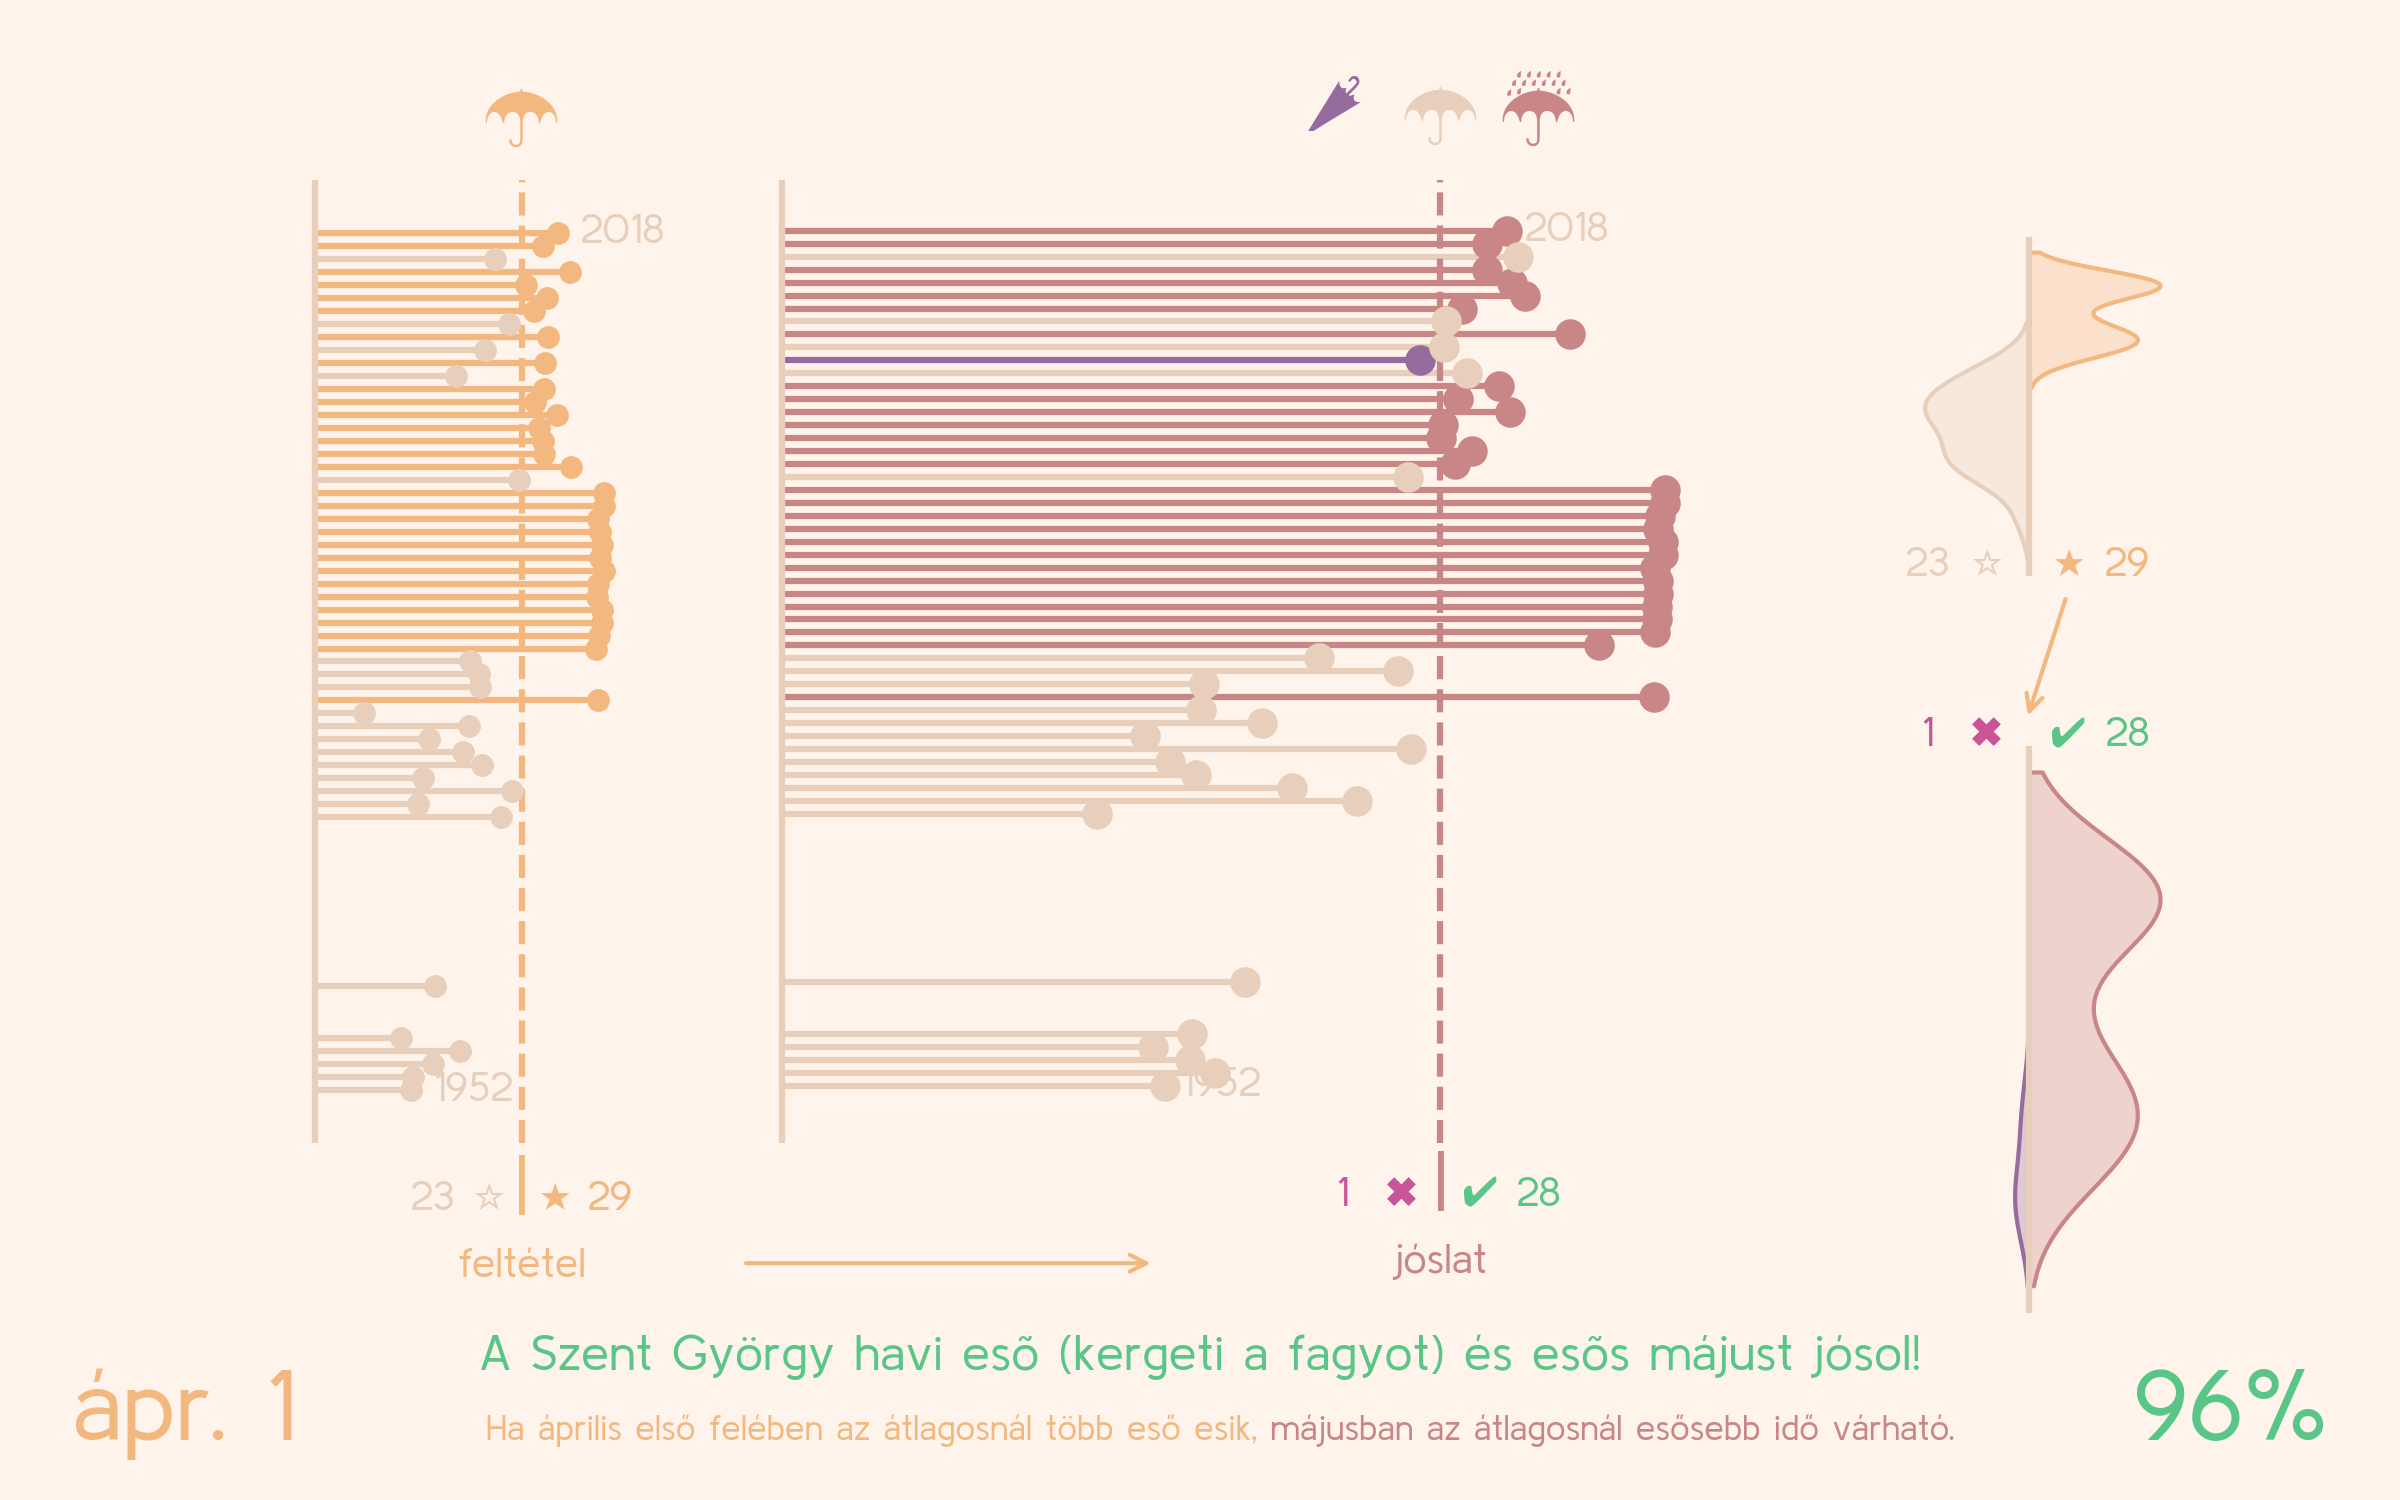 2018
2018
23 ☆ ★ 29
1 ✖ ✔ 28
1952
1952
23 ☆ ★ 29
1 ✖ ✔ 28
feltétel
jóslat
A Szent György havi esõ (kergeti a fagyot) és esõs májust jósol!
ápr. 1
96%
Ha április első felében az átlagosnál több eső esik, májusban az átlagosnál esősebb idő várható.